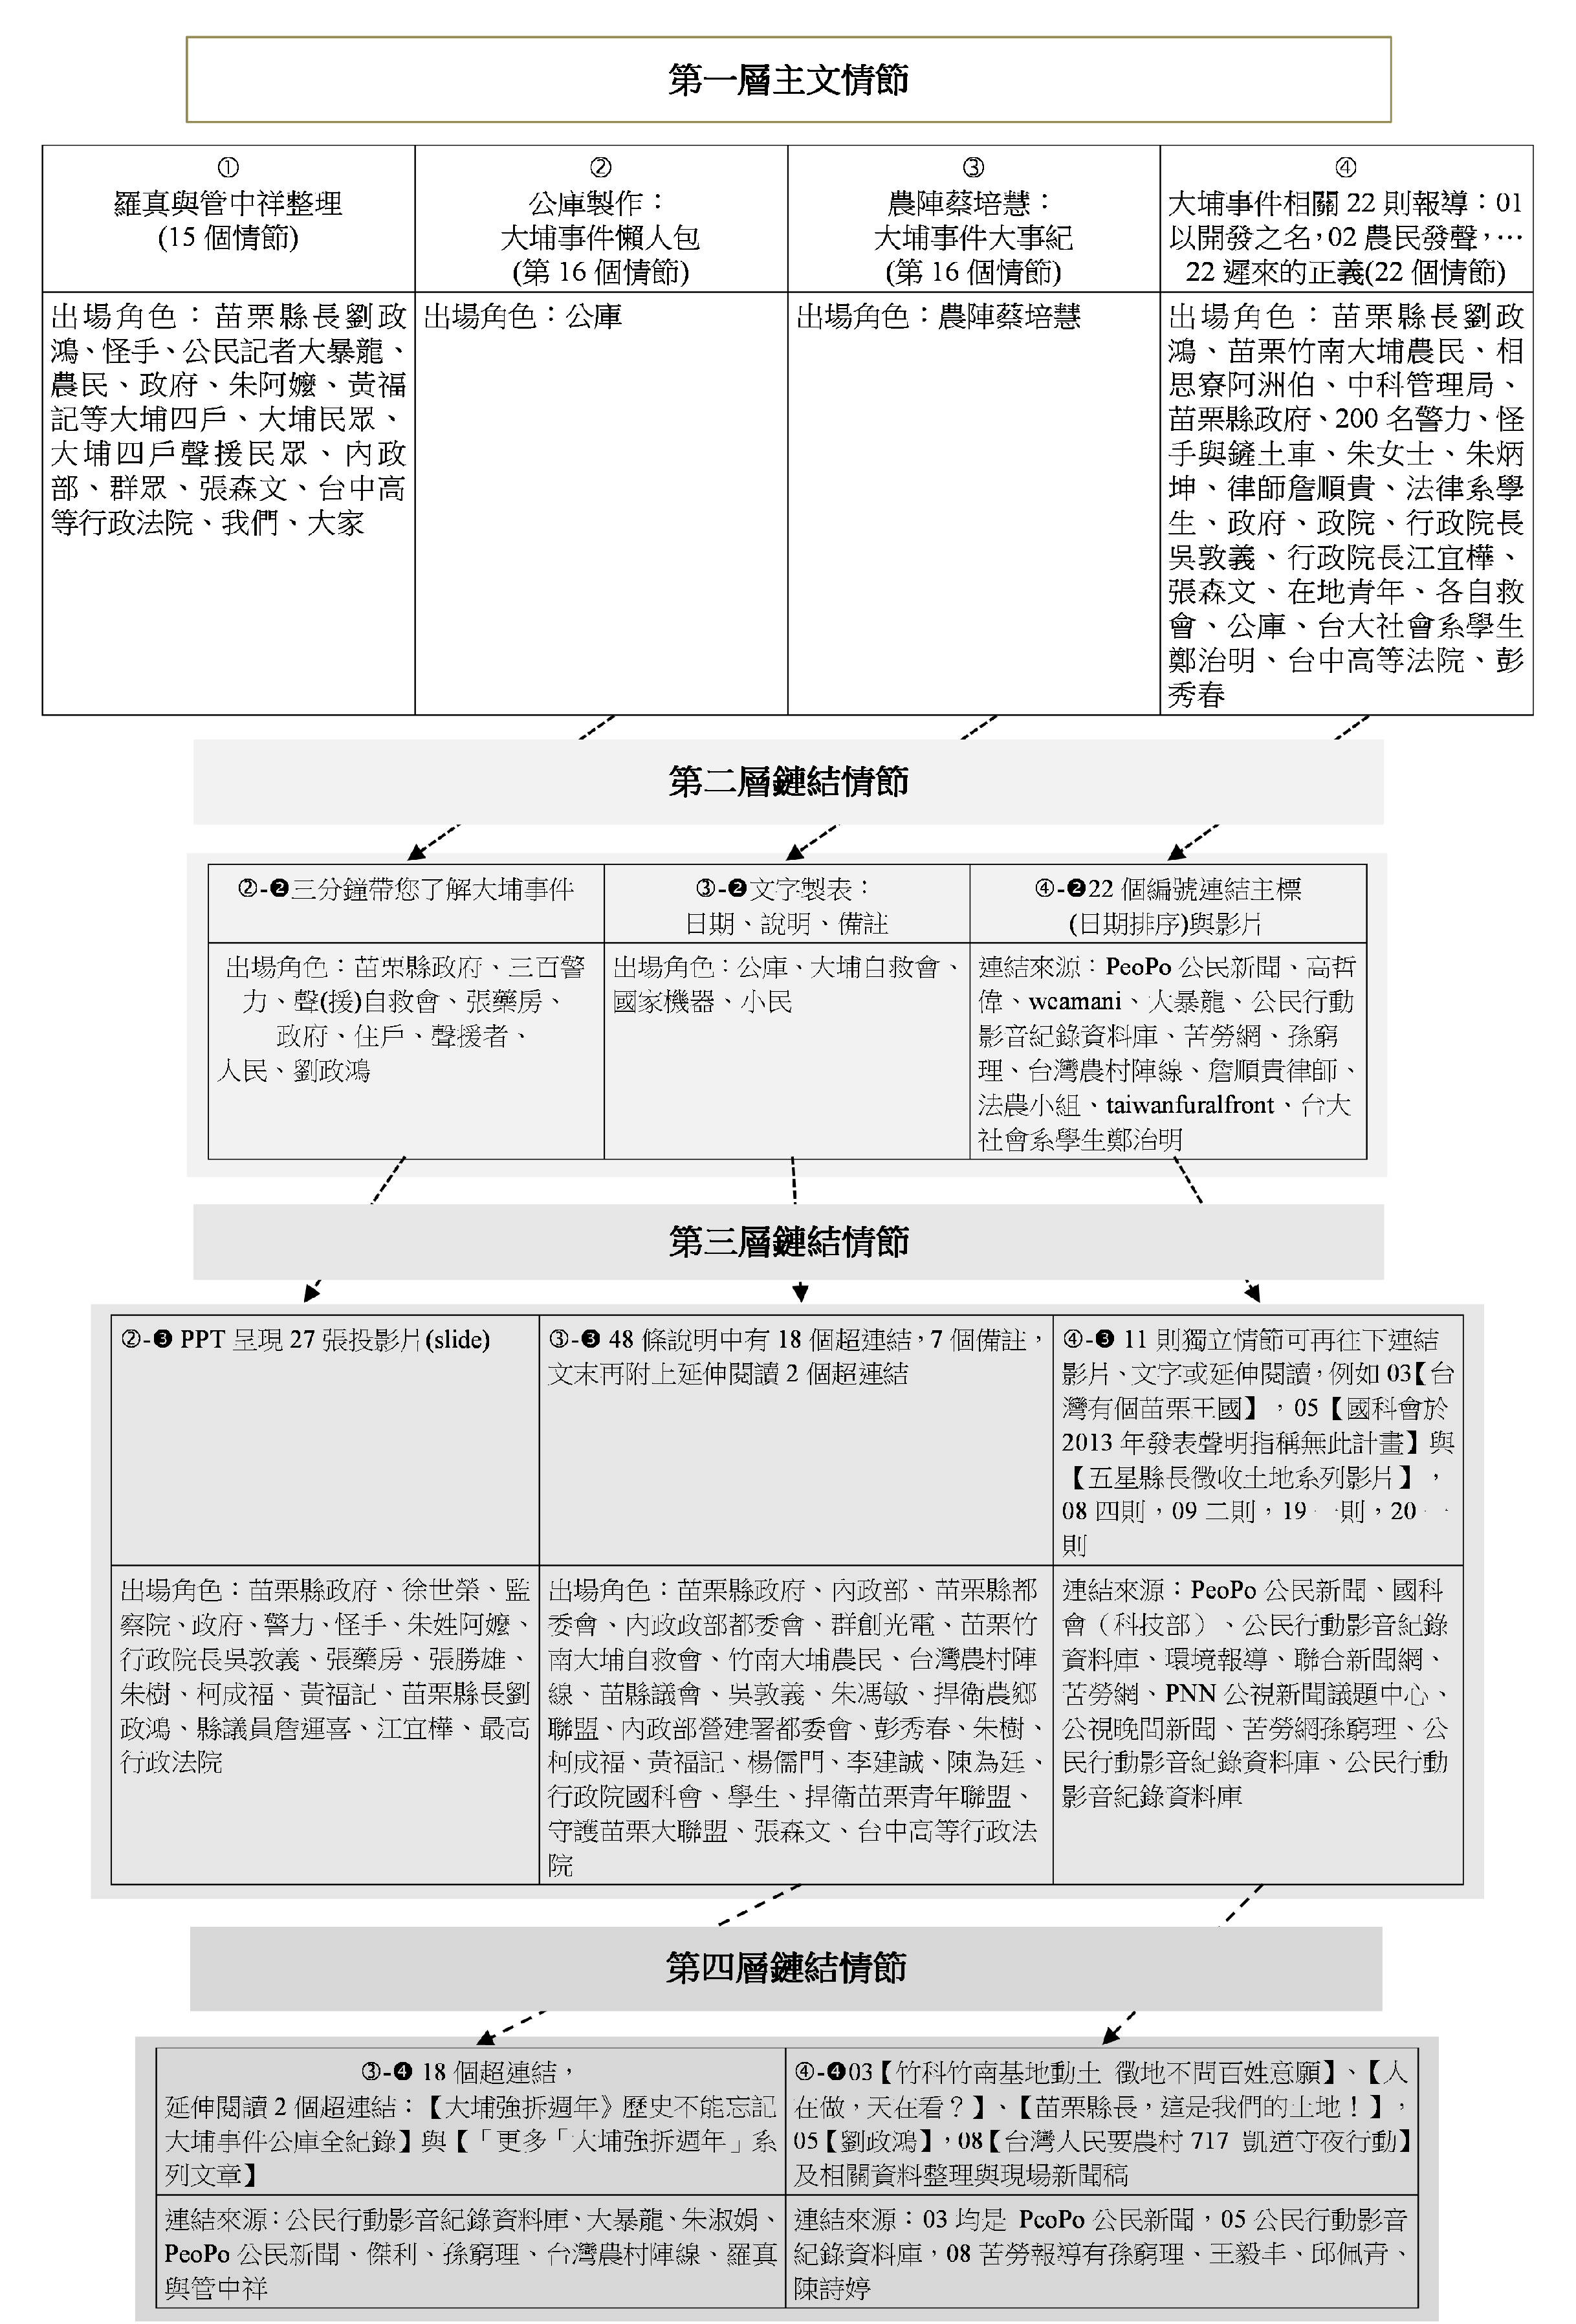 第一層主文情節
①
羅真與管中祥整理
(15 個情節)
②
公庫製作：
大埔事件懶人包
(第 16 個情節)
③
農陣蔡培慧：
大埔事件大事紀
(第 16 個情節)
④
大埔事件相關 22 則報導：01
以開發之名，02 農民發聲，⋯
22 遲來的正義(22 個情節)
出場角色：苗栗縣長劉政
鴻、怪手、公民記者大暴龍、
農民、政府、朱阿嬤、黃福
記等大埔四戶、大埔民眾、
大埔四戶聲援民眾、內政
部、群眾、張森文、台中高
等行政法院、我們、大家
出場角色：公庫
出場角色：農陣蔡培慧
出場角色：苗栗縣長劉政
鴻、苗栗竹南大埔農民、相
思寮阿洲伯、中科管理局、
苗栗縣政府、200 名警力、怪
手與鏟土車、朱女士、朱炳
坤、律師詹順貴、法律系學
生、政府、政院、行政院長
吳敦義、行政院長江宜樺、
張森文、在地青年、各自救
會、公庫、台大社會系學生
鄭治明、台中高等法院、彭
秀春
第二層鏈結情節
②-❷三分鐘帶您了解大埔事件
③-❷文字製表：
日期、說明、備註
④-❷22 個編號連結主標
(日期排序)與影片
出場角色：苗栗縣政府、三百警
力、聲(援)自救會、張藥房、
政府、住戶、聲援者、
人民、劉政鴻
出場角色：公庫、大埔自救會、
國家機器、小民
連結來源：PeoPo 公民新聞、高哲
偉、wcamani、大暴龍、公民行動
影音紀錄資料庫、苦勞網、孫窮
理、台灣農村陣線、詹順貴律師、
法農小組、taiwanfuralfront、台大
社會系學生鄭治明
第三層鏈結情節
②-❸ PPT 呈現 27 張投影片(slide)
③-❸ 48 條說明中有 18 個超連結，7 個備註，
文末再附上延伸閱讀 2 個超連結
④-❸ 11 則獨立情節可再往下連結
影片、文字或延伸閱讀，例如 03【台
灣有個苗栗王國】，05【國科會於
2013 年發表聲明指稱無此計畫】與
【五星縣長徵收土地系列影片】，
08 四則，09 二則，19 一則，20 一
則
出場角色：苗栗縣政府、徐世榮、監
察院、政府、警力、怪手、朱姓阿嬤、
行政院長吳敦義、張藥房、張勝雄、
朱樹、柯成福、黃福記、苗栗縣長劉
政鴻、縣議員詹運喜、江宜樺、最高
行政法院
出場角色：苗栗縣政府、內政部、苗栗縣都
委會、內政政部都委會、群創光電、苗栗竹
南大埔自救會、竹南大埔農民、台灣農村陣
線、苗縣議會、吳敦義、朱馮敏、捍衛農鄉
聯盟、內政部營建署都委會、彭秀春、朱樹、
柯成福、黃福記、楊儒門、李建誠、陳為廷、
行政院國科會、學生、捍衛苗栗青年聯盟、
守護苗栗大聯盟、張森文、台中高等行政法
院
連結來源：PeoPo 公民新聞、國科
會（科技部）、公民行動影音紀錄
資料庫、環境報導、聯合新聞網、
苦勞網、PNN 公視新聞議題中心、
公視晚間新聞、苦勞網孫窮理、公
民行動影音紀錄資料庫、公民行動
影音紀錄資料庫
第四層鏈結情節
③-❹ 18 個超連結，
延伸閱讀 2 個超連結：【大埔強拆週年》歷史不能忘記
大埔事件公庫全紀錄】與【「更多「大埔強拆週年」系
列文章】
④-❹03【竹科竹南基地動土 徵地不問百姓意願】、【人
在做，天在看？】、【苗栗縣長，這是我們的土地！】，
05【劉政鴻】，08【台灣人民要農村 717 凱道守夜行動】
及相關資料整理與現場新聞稿
連結來源：公民行動影音紀錄資料庫、大暴龍、朱淑娟、
PeoPo 公民新聞、傑利、孫窮理、台灣農村陣線、羅真
與管中祥
連結來源：03 均是 PeoPo 公民新聞，05 公民行動影音
紀錄資料庫，08 苦勞報導有孫窮理、王毅丰、邱佩青、
陳詩婷